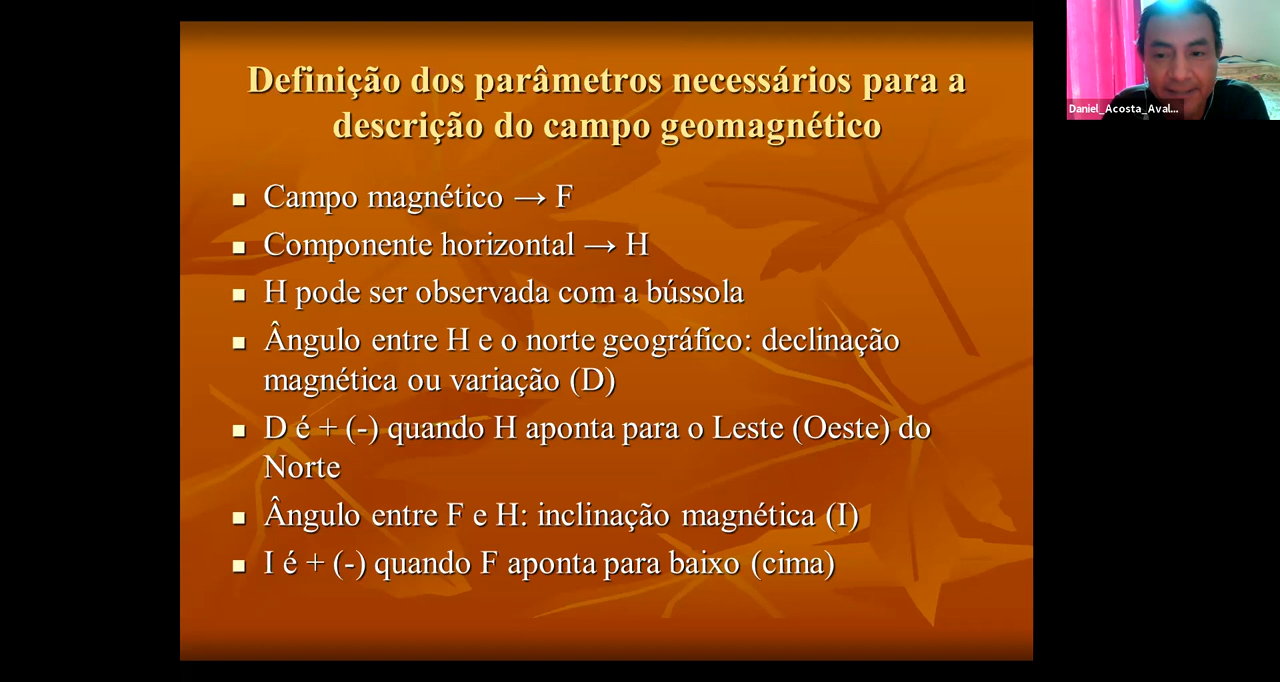 Definição dos parâmetros necessários para a
descrição do campo geomagnético
Campo magnético → F
Componente horizontal → H
H pode ser observada com a bússola
Ângulo entre H e o norte geográfico: declinação
magnética ou variação (D)
D é + (-) quando H aponta para o Leste (Oeste) do
Norte
Ângulo entre F e H: inclinação magnética (I)
I é + (-) quando F aponta para baixo (cima)
Daniel_Acosta_Aval...